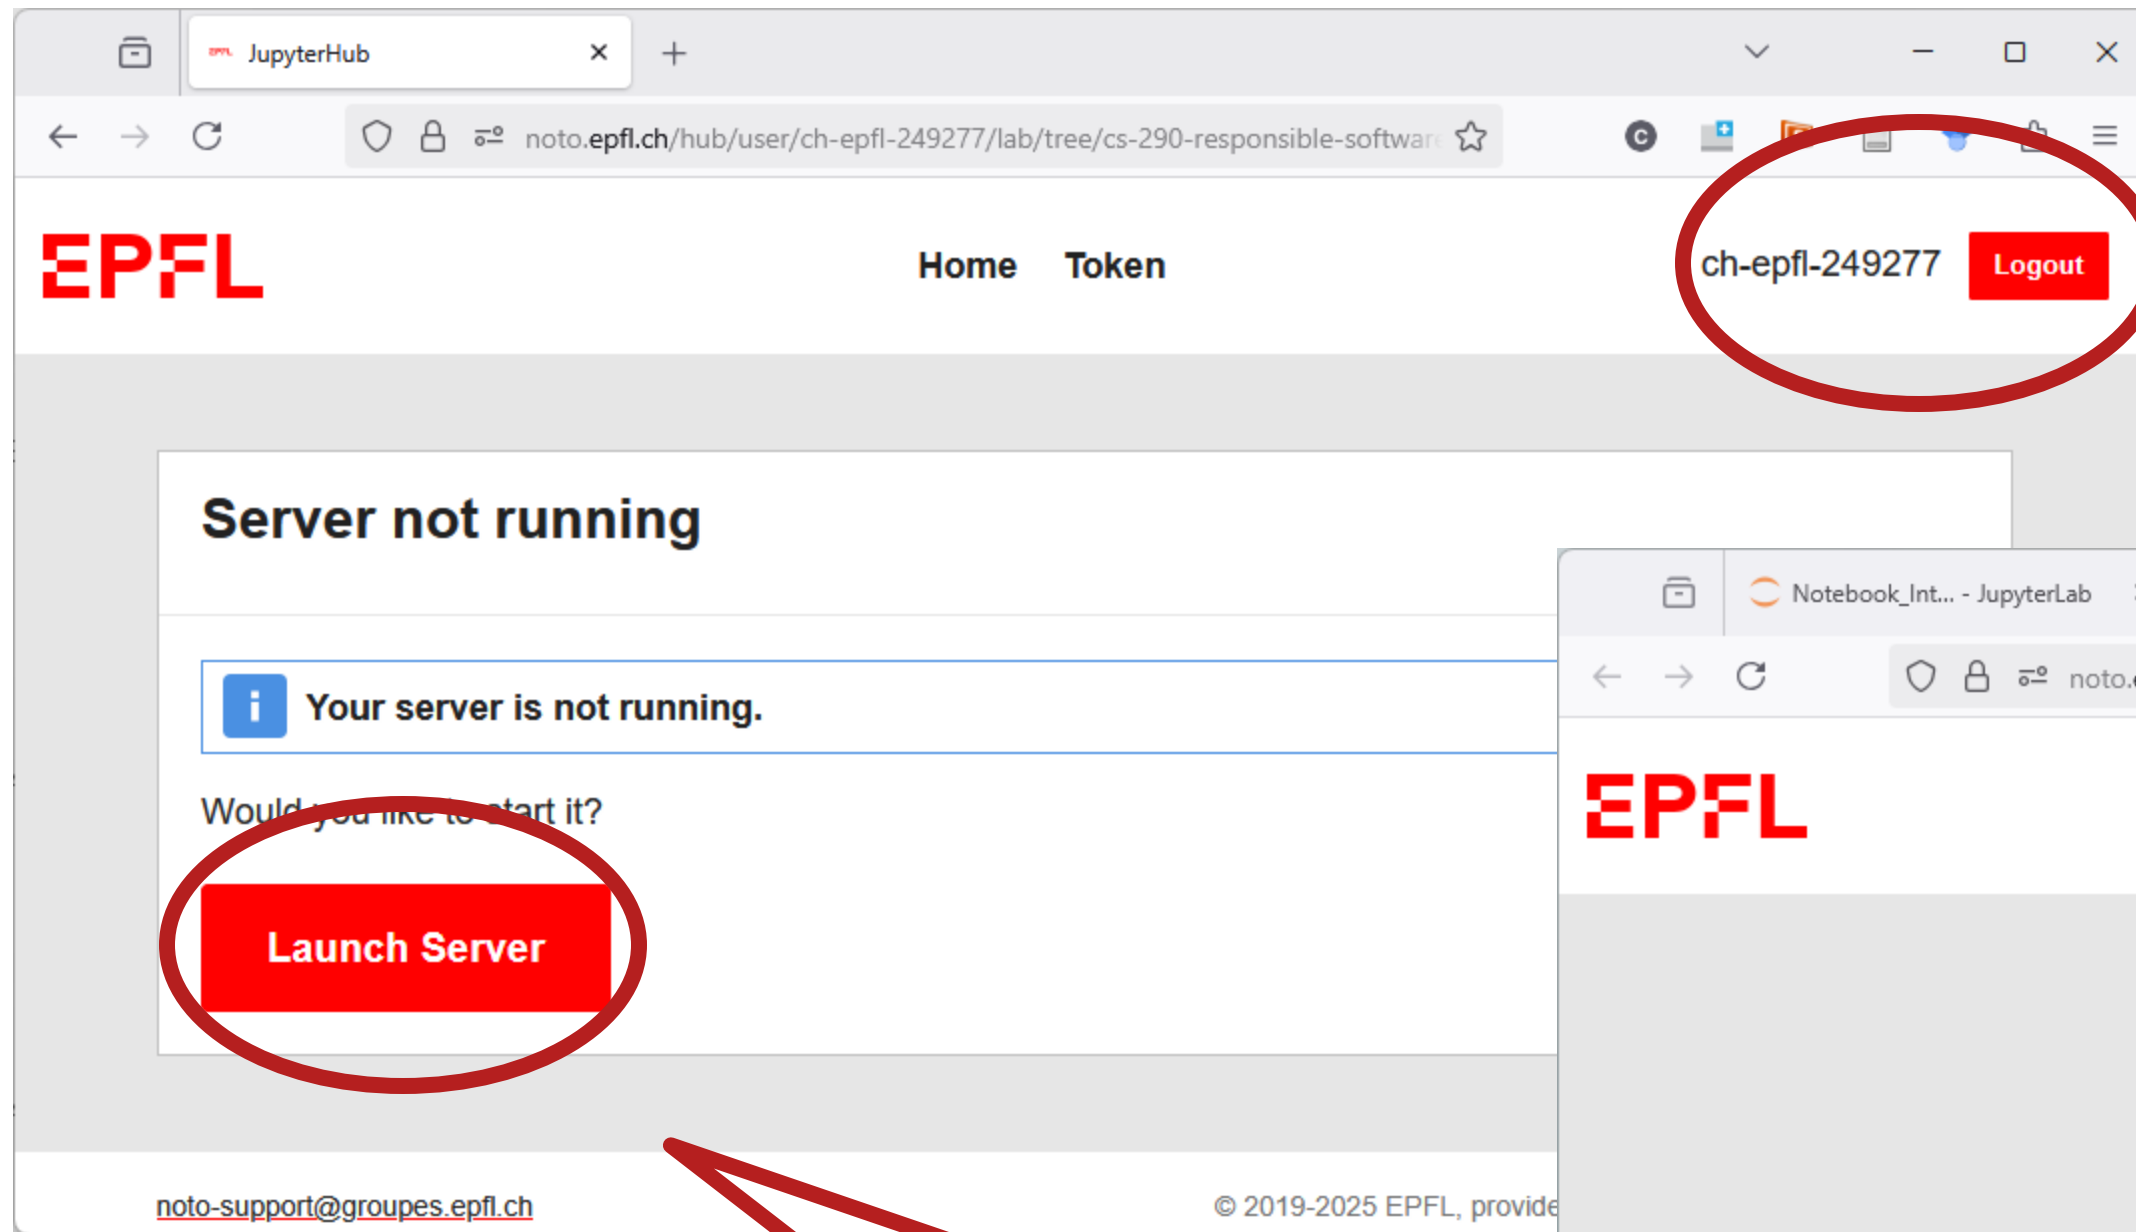 JupyterHub
noto.epfl.ch/hub/user/ch-epfl-249277/lab/tree/cs-290-responsible-software
EPFL
Home Token
ch-epfl-249277 Logout
Server not running
Your server is not running.
Would you like to start it?
Launch Server
noto-support@groupes.epfl.ch
© 2019-2025 EPFL, provide
Notebook_Int... - JupyterLab
noto.
EPFL